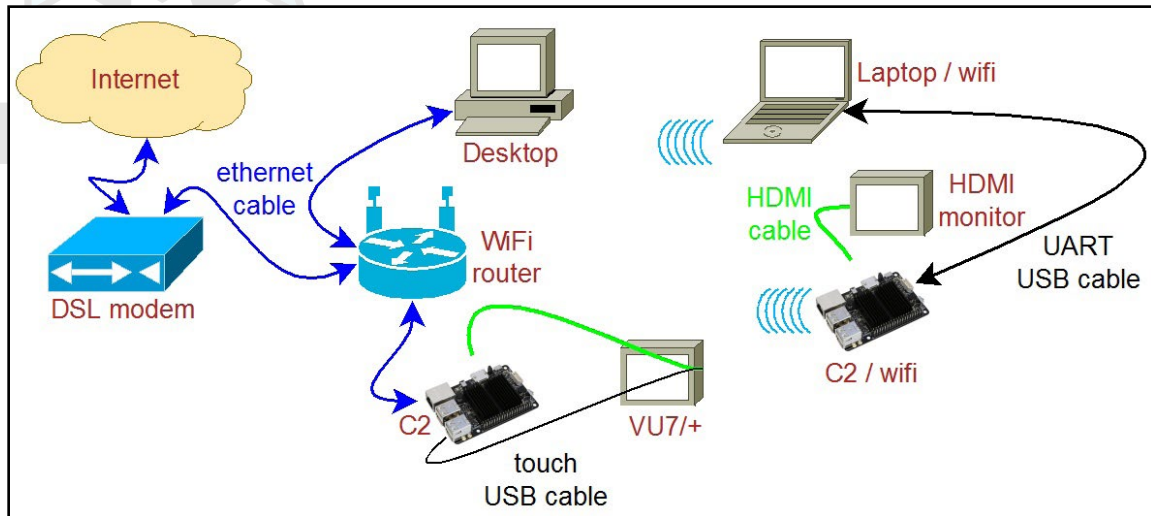 Internet
ethernet
cable
DSL modem
Desktop
WiFi
router
C2
VU7/+
touch
USB cable
Laptop / wifi
HDMI
cable
HDMI
monitor
UART
USB cable
C2 / wifi